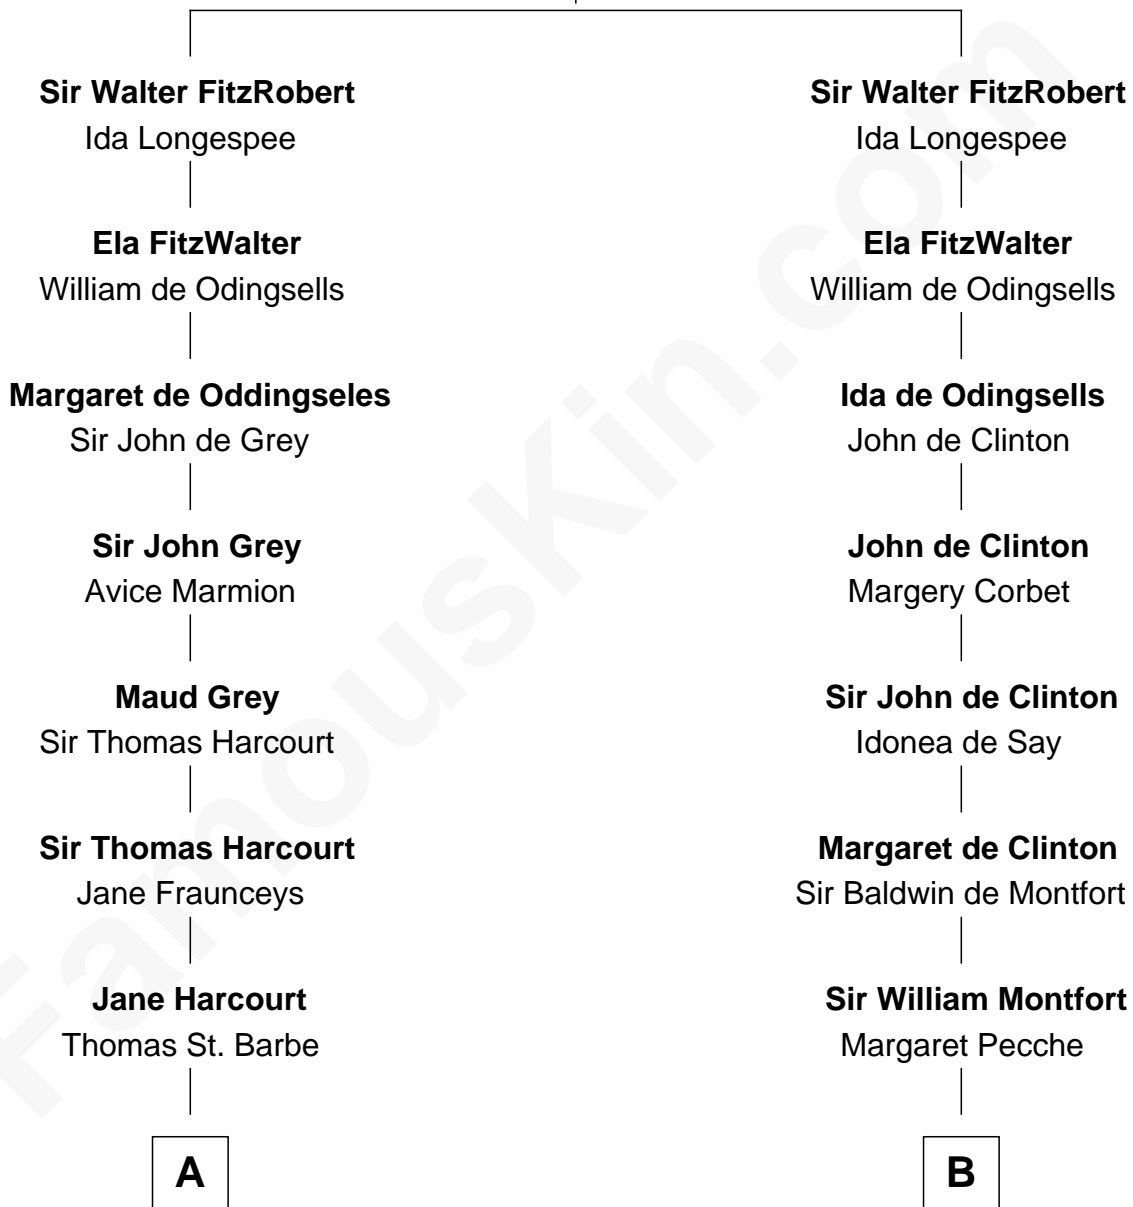 Sir Walter FitzRobert
Ida Longespee
Ela FitzWalter
William de Odingsells
Margaret de Oddingseles
Sir John de Grey
Sir John Grey
Avice Marmion
Maud Grey
Sir Thomas Harcourt
Sir Thomas Harcourt
Jane Fraunceys
Jane Harcourt
Thomas St. Barbe
A
Sir Walter FitzRobert
Ida Longespee
Ela FitzWalter
William de Odingsells
Ida de Odingsells
John de Clinton
John de Clinton
Margery Corbet
Sir John de Clinton
Idonea de Say
Margaret de Clinton
Sir Baldwin de Montfort
Sir William Montfort
Margaret Pecche
B
FamousKin.com